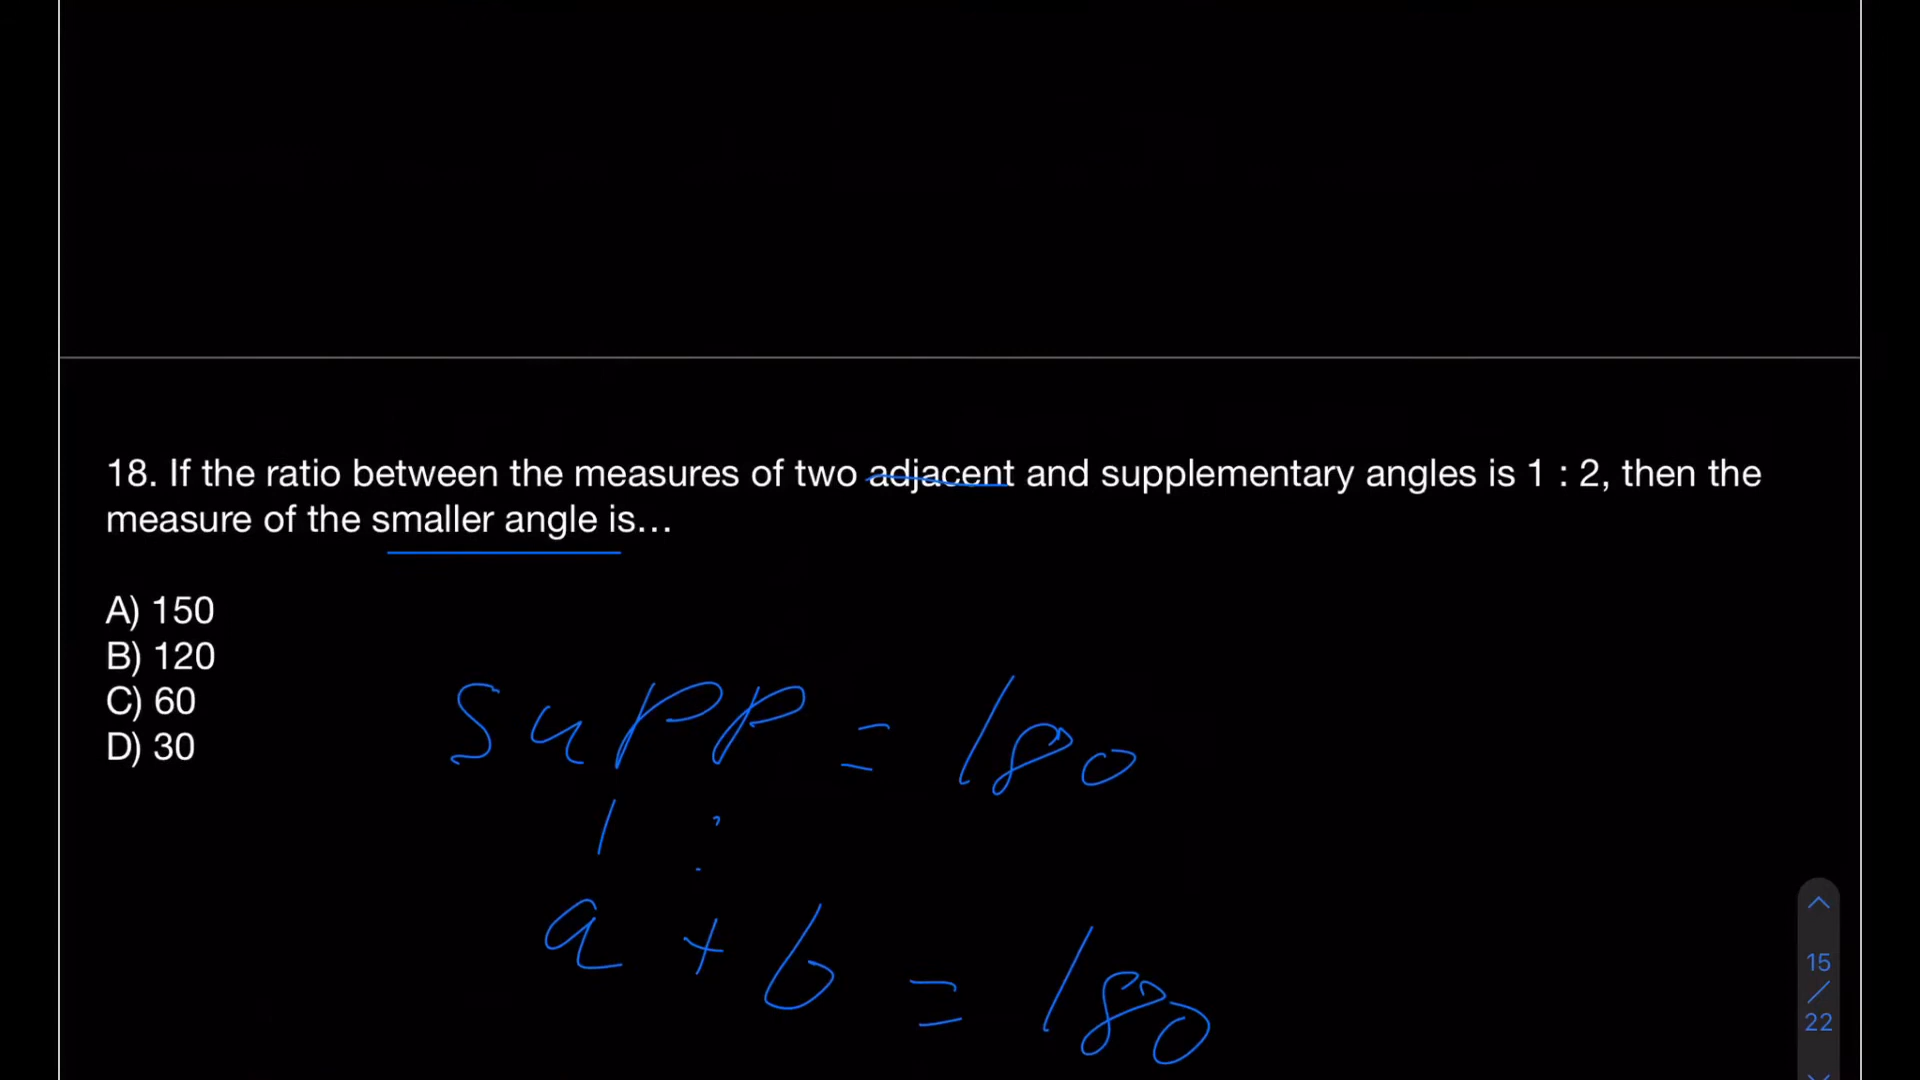 18. If the ratio between the measures of two adjacent and supplementary angles is 1 : 2, then the
measure of the smaller angle is…
A) 150
B) 120
C) 60
D) 30
supp = 180
1 :
a + b = 180
15
/
22